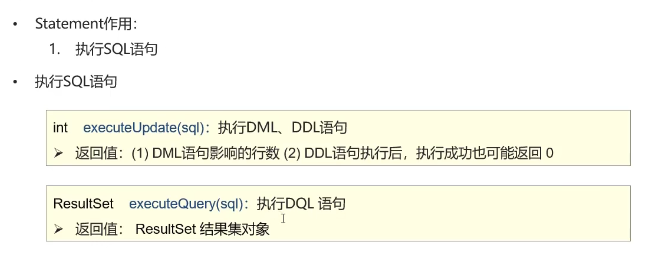 • Statement作用：
1. 执行SQL语句
• 执行SQL语句
int executeUpdate(sql)：执行DML、DDL语句
➢ 返回值：(1) DML语句影响的行数 (2) DDL语句执行后，执行成功也可能返回 0
ResultSet executeQuery(sql)：执行DQL 语句
➢ 返回值： ResultSet 结果集对象